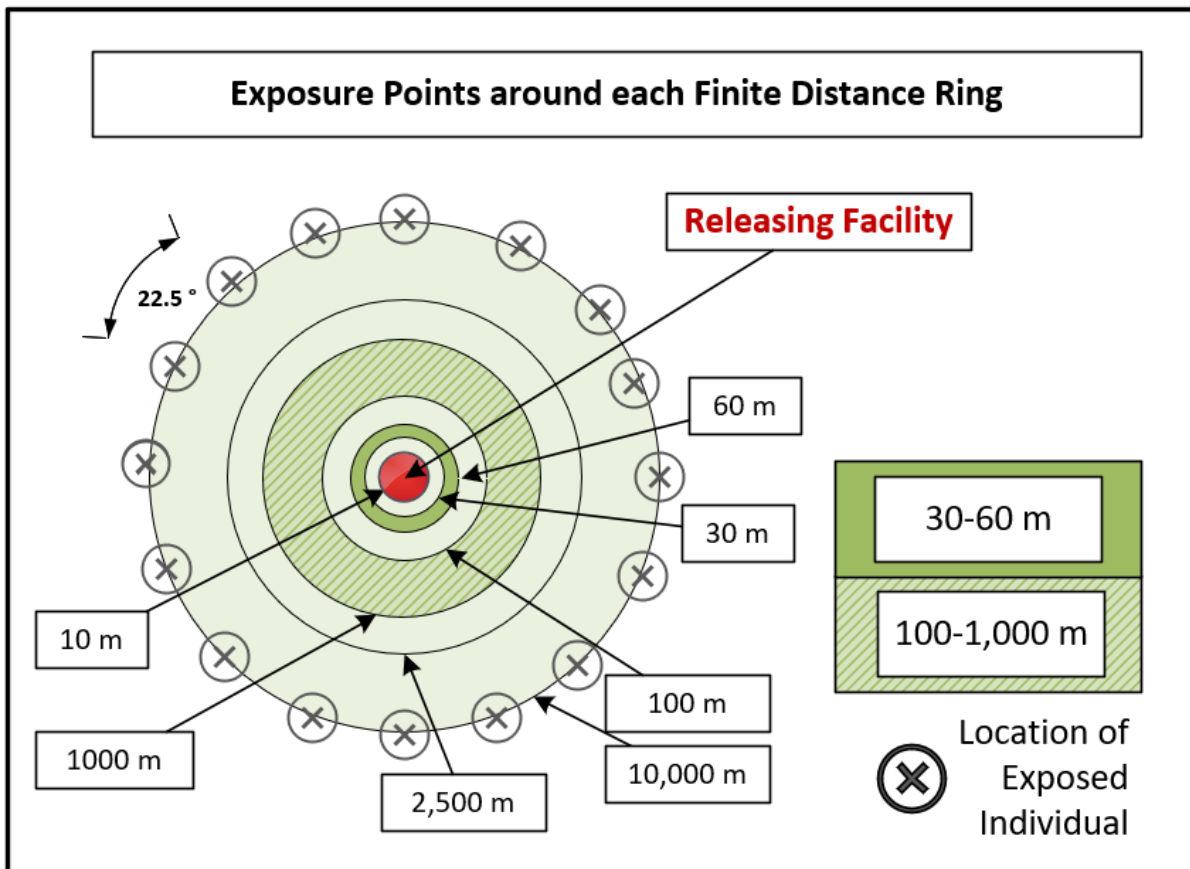 Exposure Points around each Finite Distance Ring
Releasing Facility
22.5 °
60 m
30 m
30-60 m
100-1,000 m
10 m
100 m
1000 m
10,000 m
2,500 m
Location of
Exposed
Individual